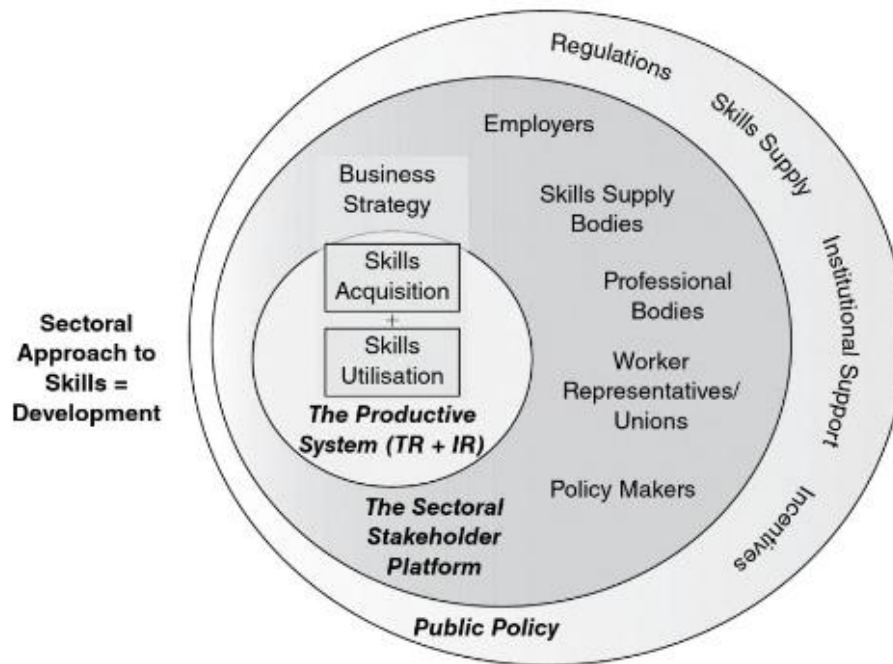 Sectoral
Approach to
Skills =
Development
Regulations
Skills Supply
Institutional Support
Incentives
Employers
Skills Supply
Bodies
Professional
Bodies
Worker
Representatives/
Unions
Policy Makers
Business
Strategy
Skills
Acquisition
+
Skills
Utilisation
The Productive
System (TR + IR)
The Sectoral
Stakeholder
Platform
Public Policy